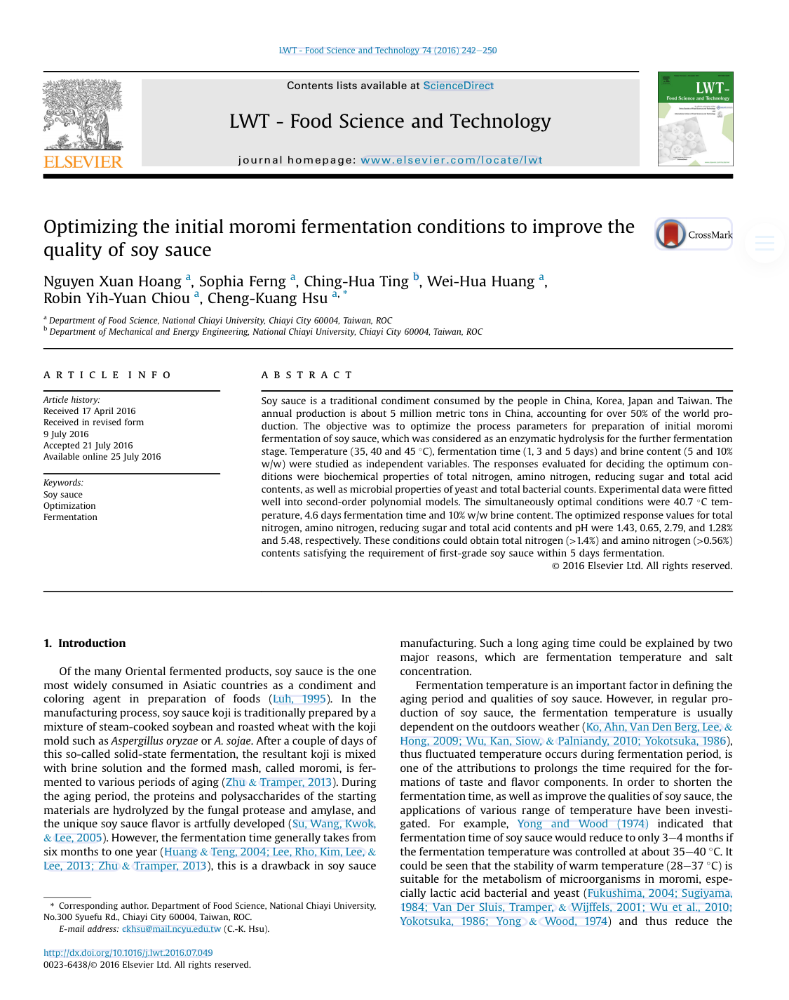 LWT - Food Science and Technology 74 (2016) 242–250
Contents lists available at ScienceDirect
LWT - Food Science and Technology
journal homepage: www.elsevier.com/locate/lwt
ELSEVIER
LWT-
Food Science and Technology
Optimizing the initial moromi fermentation conditions to improve the
quality of soy sauce
CrossMark
Nguyen Xuan Hoang a, Sophia Ferng a, Ching-Hua Ting b, Wei-Hua Huang a,
Robin Yih-Yuan Chiou a, Cheng-Kuang Hsu a, *
a Department of Food Science, National Chiayi University, Chiayi City 60004, Taiwan, ROC
b Department of Mechanical and Energy Engineering, National Chiayi University, Chiayi City 60004, Taiwan, ROC
ARTICLE INFO
Article history:
Received 17 April 2016
Received in revised form
9 July 2016
Accepted 21 July 2016
Available online 25 July 2016
Keywords:
Soy sauce
Optimization
Fermentation
ABSTRACT
Soy sauce is a traditional condiment consumed by the people in China, Korea, Japan and Taiwan. The
annual production is about 5 million metric tons in China, accounting for over 50% of the world pro-
duction. The objective was to optimize the process parameters for preparation of initial moromi
fermentation of soy sauce, which was considered as an enzymatic hydrolysis for the further fermentation
stage. Temperature (35, 40 and 45 °C), fermentation time (1, 3 and 5 days) and brine content (5 and 10%
w/w) were studied as independent variables. The responses evaluated for deciding the optimum con-
ditions were biochemical properties of total nitrogen, amino nitrogen, reducing sugar and total acid
contents, as well as microbial properties of yeast and total bacterial counts. Experimental data were fitted
well into second-order polynomial models. The simultaneously optimal conditions were 40.7 °C tem-
perature, 4.6 days fermentation time and 10% w/w brine content. The optimized response values for total
nitrogen, amino nitrogen, reducing sugar and total acid contents and pH were 1.43, 0.65, 2.79, and 1.28%
and 5.48, respectively. These conditions could obtain total nitrogen (>1.4%) and amino nitrogen (>0.56%)
contents satisfying the requirement of first-grade soy sauce within 5 days fermentation.
© 2016 Elsevier Ltd. All rights reserved.
1. Introduction
Of the many Oriental fermented products, soy sauce is the one
most widely consumed in Asiatic countries as a condiment and
coloring agent in preparation of foods (Luh, 1995). In the
manufacturing process, soy sauce koji is traditionally prepared by a
mixture of steam-cooked soybean and roasted wheat with the koji
mold such as Aspergillus oryzae or A. sojae. After a couple of days of
this so-called solid-state fermentation, the resultant koji is mixed
with brine solution and the formed mash, called moromi, is fer-
mented to various periods of aging (Zhu & Tramper, 2013). During
the aging period, the proteins and polysaccharides of the starting
materials are hydrolyzed by the fungal protease and amylase, and
the unique soy sauce flavor is artfully developed (Su, Wang, Kwok,
& Lee, 2005). However, the fermentation time generally takes from
six months to one year (Huang & Teng, 2004; Lee, Rho, Kim, Lee, &
Lee, 2013; Zhu & Tramper, 2013), this is a drawback in soy sauce
manufacturing. Such a long aging time could be explained by two
major reasons, which are fermentation temperature and salt
concentration.
Fermentation temperature is an important factor in defining the
aging period and qualities of soy sauce. However, in regular pro-
duction of soy sauce, the fermentation temperature is usually
dependent on the outdoors weather (Ko, Ahn, Van Den Berg, Lee, &
Hong, 2009; Wu, Kan, Siow, & Palniandy, 2010; Yokotsuka, 1986),
thus fluctuated temperature occurs during fermentation period, is
one of the attributions to prolongs the time required for the for-
mations of taste and flavor components. In order to shorten the
fermentation time, as well as improve the qualities of soy sauce, the
applications of various range of temperature have been investi-
gated. For example, Yong and Wood (1974) indicated that
fermentation time of soy sauce would reduce to only 3–4 months if
the fermentation temperature was controlled at about 35–40 °C. It
could be seen that the stability of warm temperature (28–37 °C) is
suitable for the metabolism of microorganisms in moromi, espe-
cially lactic acid bacterial and yeast (Fukushima, 2004; Sugiyama,
1984; Van Der Sluis, Tramper, & Wijffels, 2001; Wu et al., 2010;
Yokotsuka, 1986; Yong & Wood, 1974) and thus reduce the
* Corresponding author. Department of Food Science, National Chiayi University,
No.300 Syuefu Rd., Chiayi City 60004, Taiwan, ROC.
E-mail address: ckhsu@mail.ncyu.edu.tw (C.-K. Hsu).
http://dx.doi.org/10.1016/j.lwt.2016.07.049
0023-6438/© 2016 Elsevier Ltd. All rights reserved.